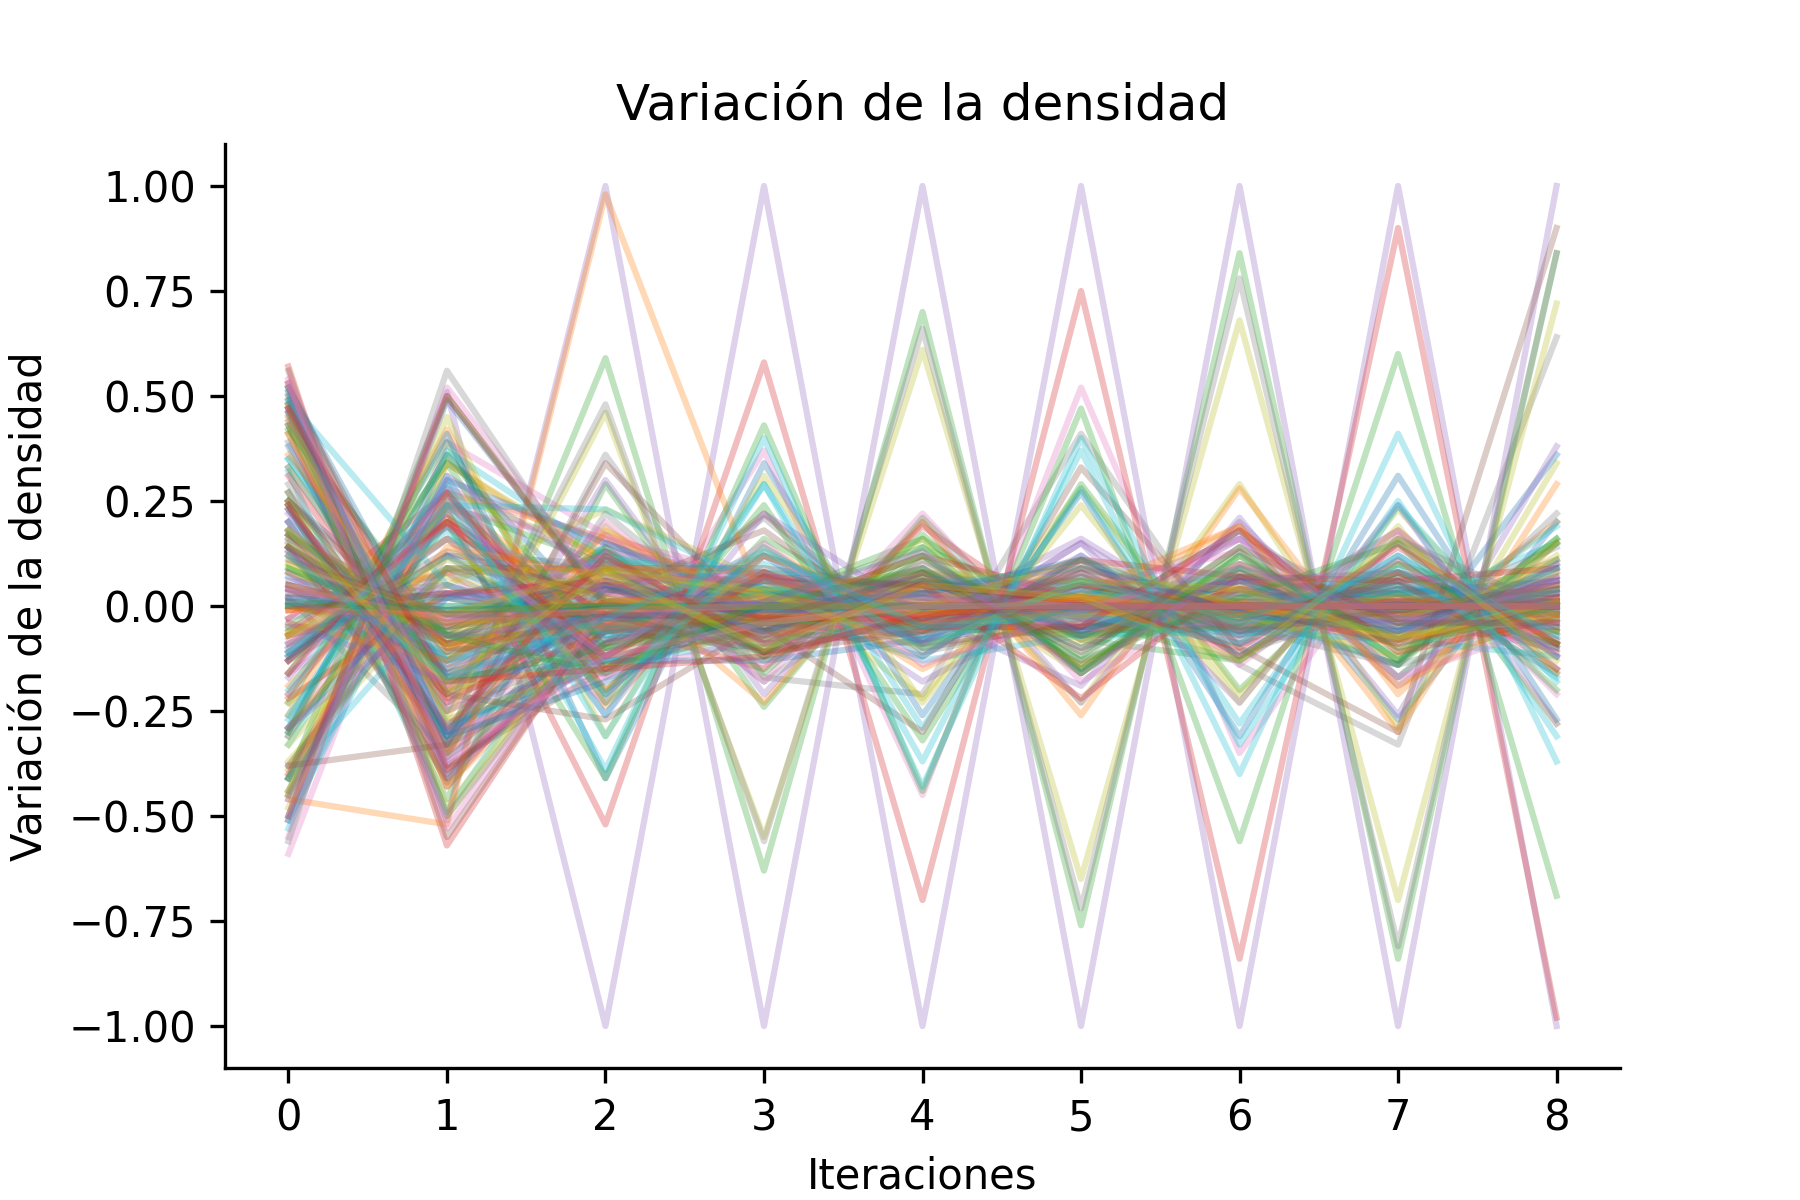 Variación de la densidad
Variación de la densidad
1.00
0.75
0.50
0.25
0.00
−0.25
−0.50
−0.75
−1.00
0 1 2 3 4 5 6 7 8
Iteraciones